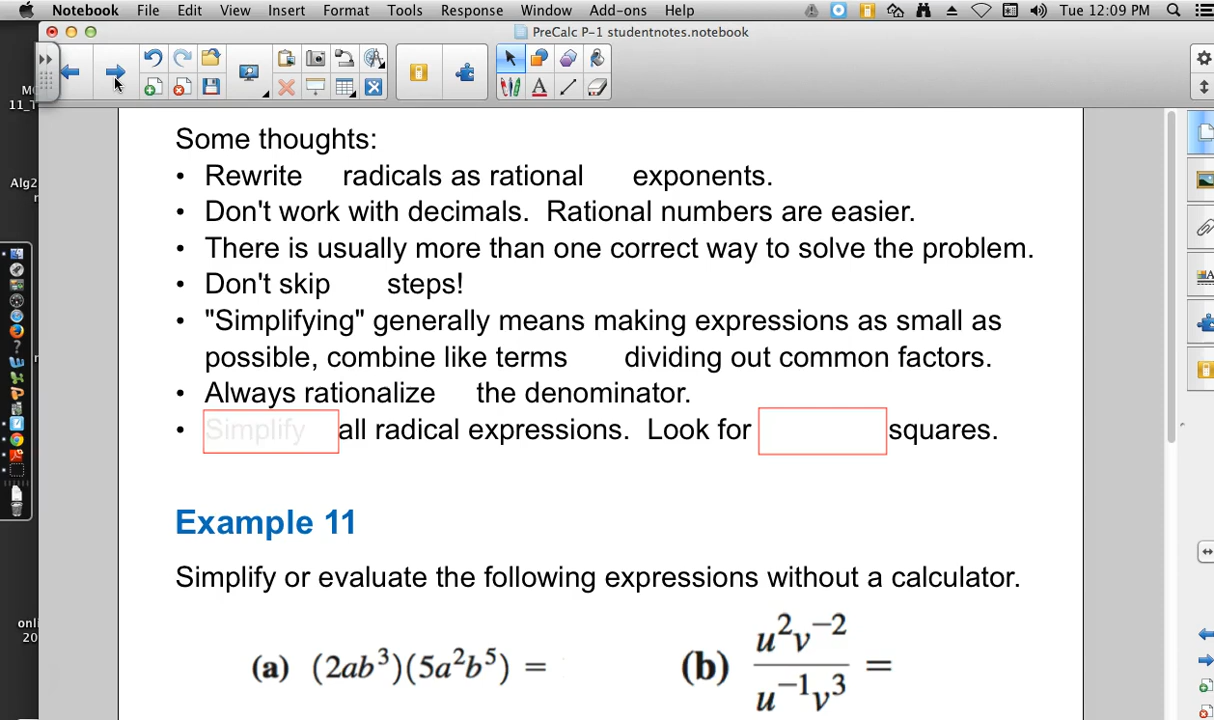 Notebook File Edit View Insert Format Tools Response Window Add-ons Help Tue 12:09 PM
PreCalc P-1 studentnotes.notebook
11_T
Alg2
onli
20
Some thoughts:
• Rewrite radicals as rational exponents.
• Don't work with decimals. Rational numbers are easier.
• There is usually more than one correct way to solve the problem.
• Don't skip steps!
• "Simplifying" generally means making expressions as small as
possible, combine like terms dividing out common factors.
• Always rationalize the denominator.
• Simplify all radical expressions. Look for squares.
Example 11
Simplify or evaluate the following expressions without a calculator.
(a) (2ab³)(5a²b⁵) = (b) u²v⁻² / u⁻¹v³ =